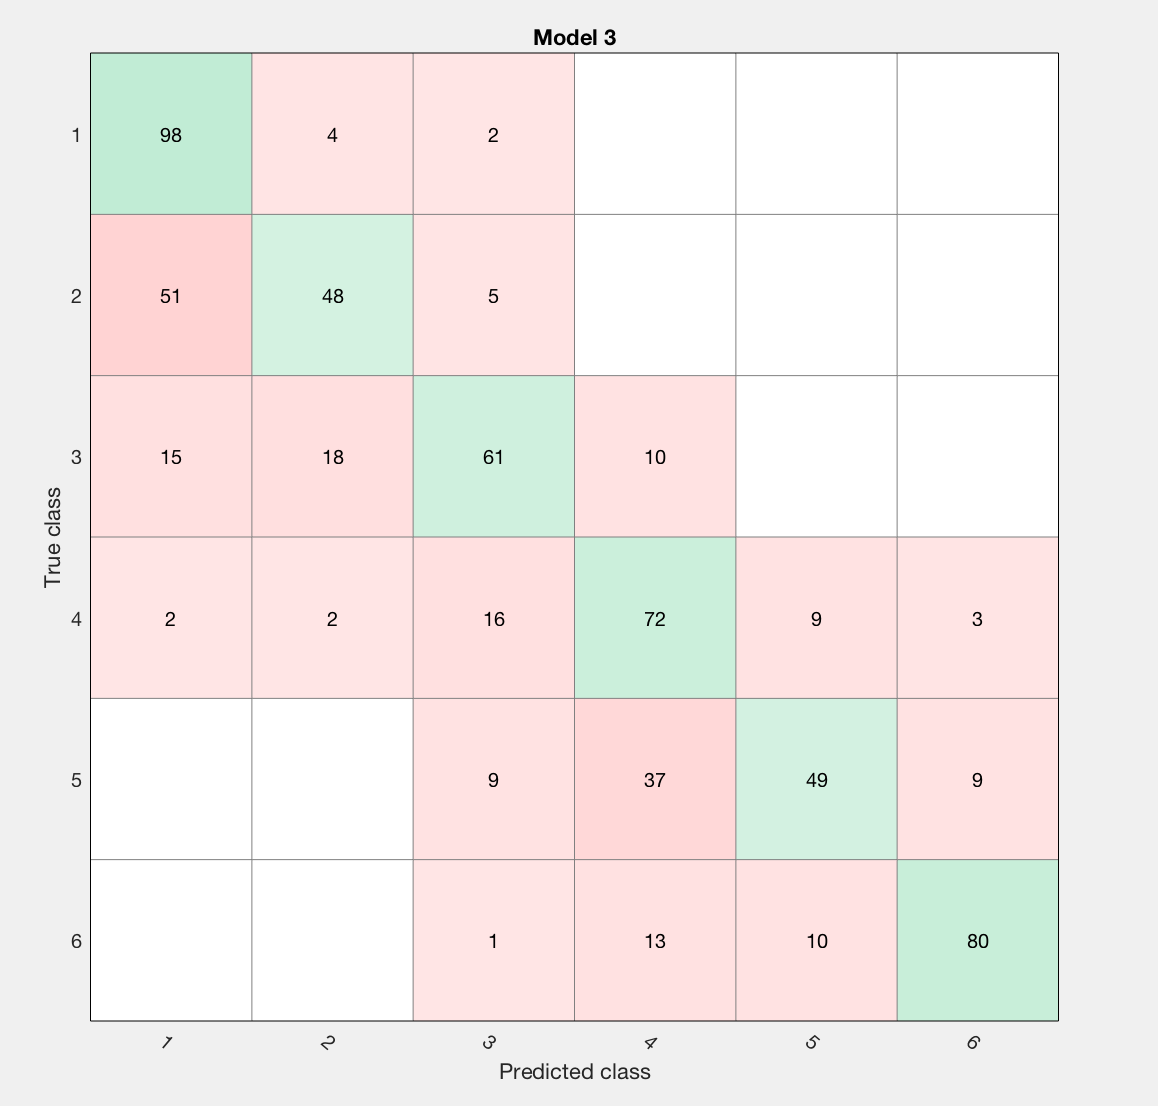 Model 3
1 98 4 2
2 51 48 5
3 15 18 61 10
4 2 2 16 72 9 3
5 9 37 49 9
6 1 13 10 80
True class
1 2 3 4 5 6
Predicted class